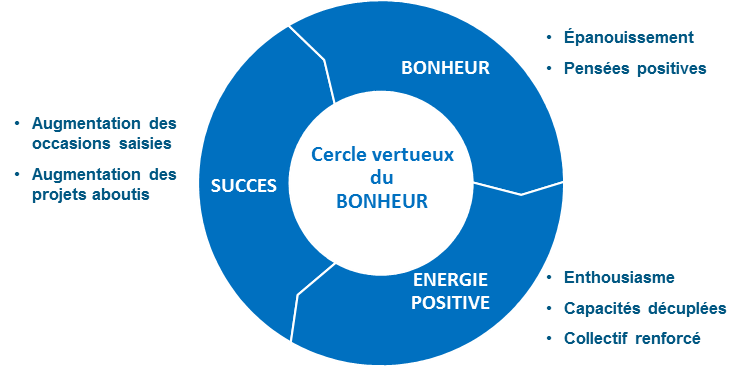 BONHEUR
• Épanouissement
• Pensées positives
• Augmentation des
occasions saisies
• Augmentation des
projets aboutis
SUCCES
Cercle vertueux
du
BONHEUR
ENERGIE
POSITIVE
• Enthousiasme
• Capacités décuplées
• Collectif renforcé